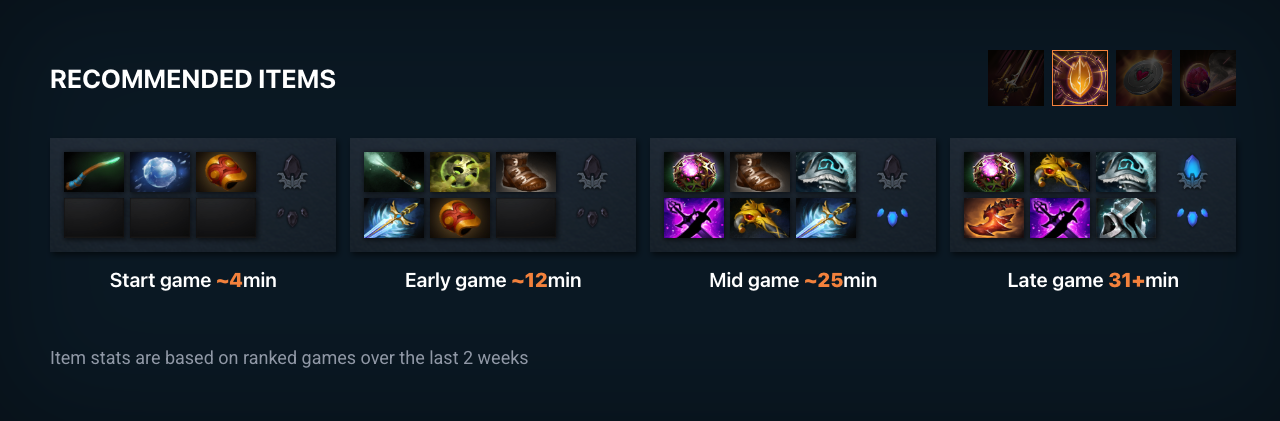 RECOMMENDED ITEMS
Start game ~4min
Early game ~12min
Mid game ~25min
Late game 31+min
Item stats are based on ranked games over the last 2 weeks